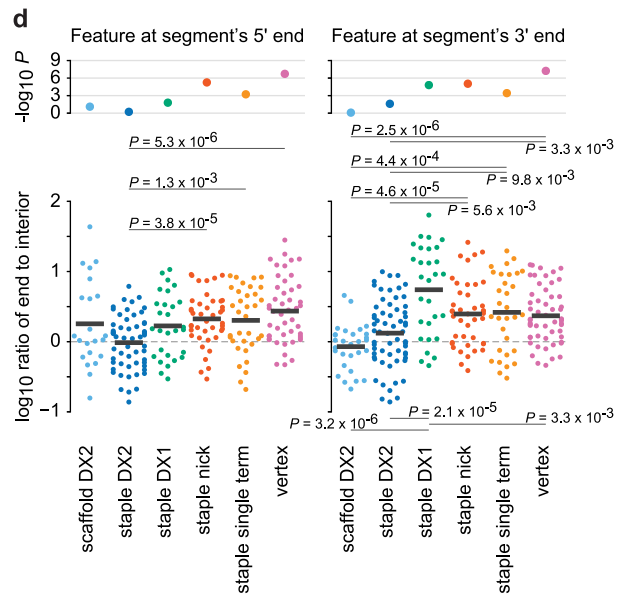 d
Feature at segment's 5' end
Feature at segment's 3' end
-log10 P
9
6
3
0
P = 5.3 x 10-6
P = 1.3 x 10-3
P = 3.8 x 10-5
P = 2.5 x 10-6
P = 3.3 x 10-3
P = 4.4 x 10-4
P = 9.8 x 10-3
P = 4.6 x 10-5
P = 5.6 x 10-3
log10 ratio of end to interior
2
1
0
−1
P = 3.2 x 10-6
P = 2.1 x 10-5
P = 3.3 x 10-3
scaffold DX2
staple DX2
staple DX1
staple nick
staple single term
vertex
scaffold DX2
staple DX2
staple DX1
staple nick
staple single term
vertex